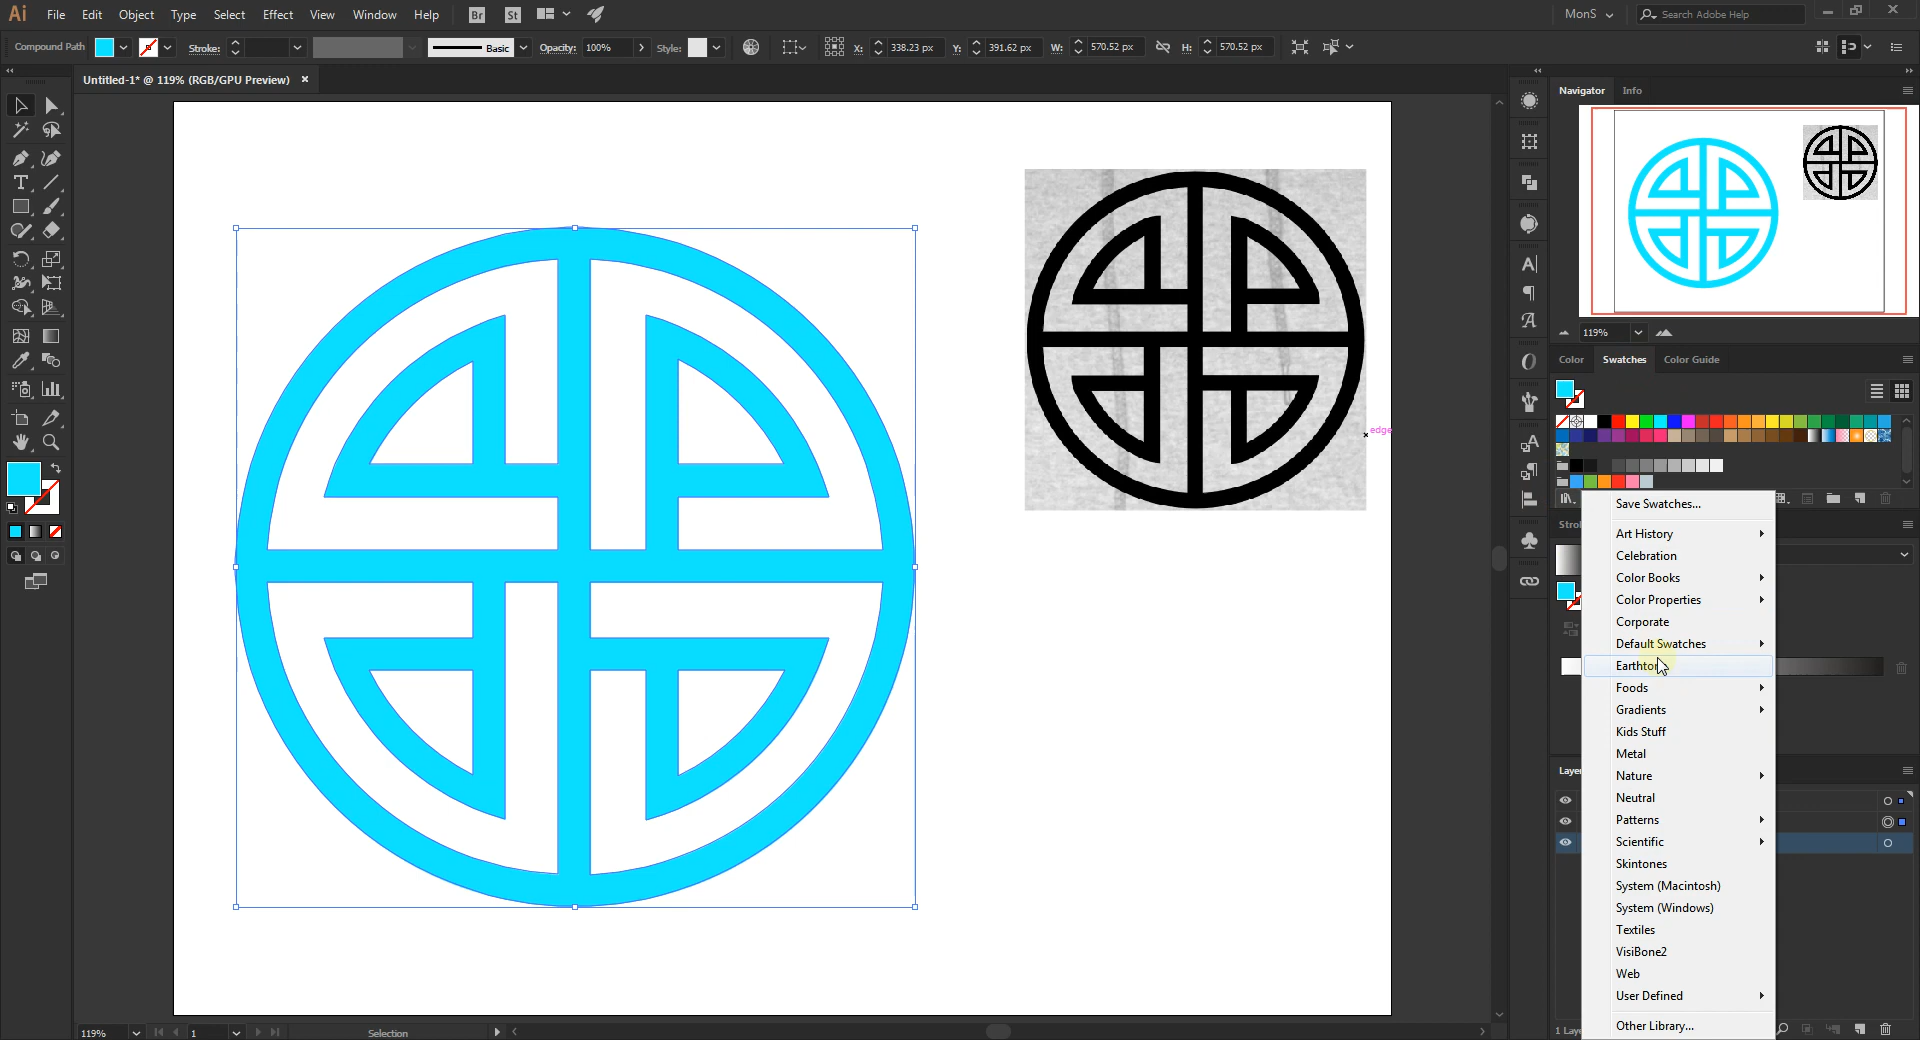 Ai File Edit Object Type Select Effect View Window Help Br St MonS Search Adobe Help
Compound Path Stroke: Basic Opacity: 100% Style: X: 338.23 px Y: 391.62 px W: 570.52 px H: 570.52 px
Untitled-1* @ 119% (RGB/GPU Preview) ×
Navigator Info
edge
119%
Color Swatches Color Guide
Save Swatches...
Art History
Celebration
Color Books
Color Properties
Corporate
Default Swatches
Foods
Gradients
Kids Stuff
Metal
Nature
Neutral
Patterns
Scientific
Skintones
System (Macintosh)
System (Windows)
Textiles
VisiBone2
Web
User Defined
Other Library...
119% 1 Selection